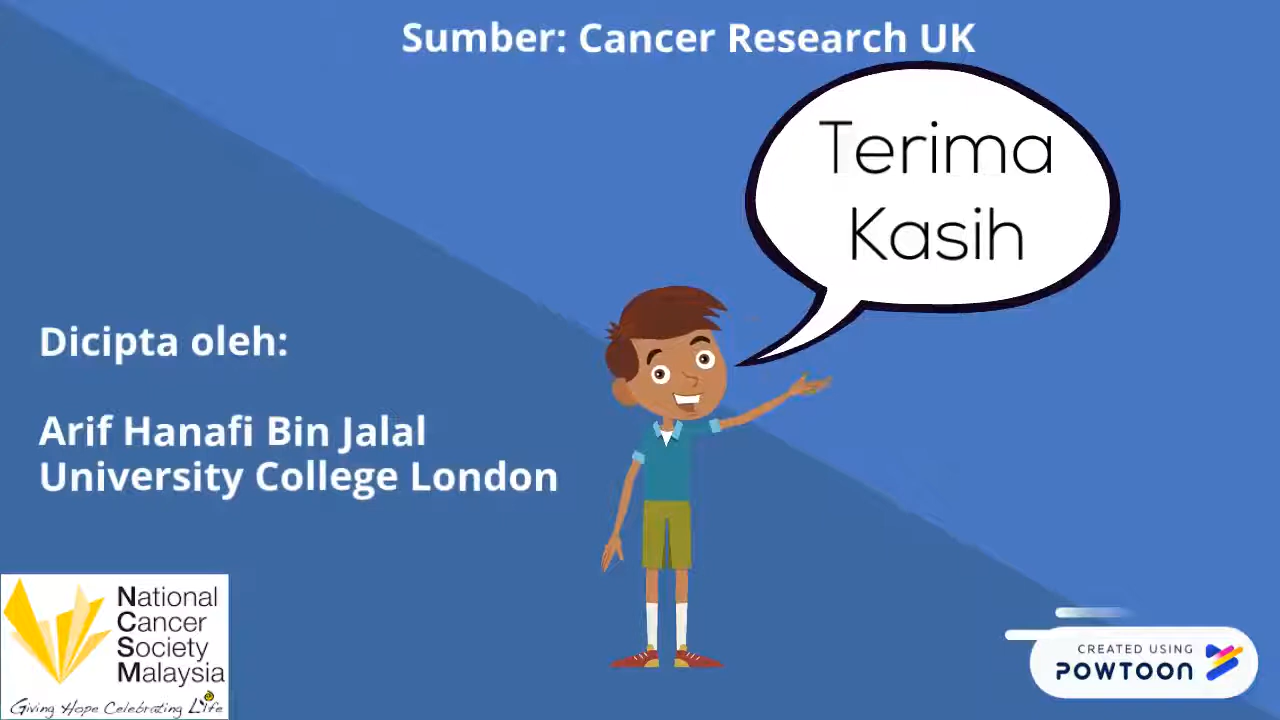 Sumber: Cancer Research UK
Terima
Kasih
Dicipta oleh:
Arif Hanafi Bin Jalal
University College London
National
Cancer
Society
Malaysia
Giving Hope Celebrating Life
CREATED USING
POWTOON